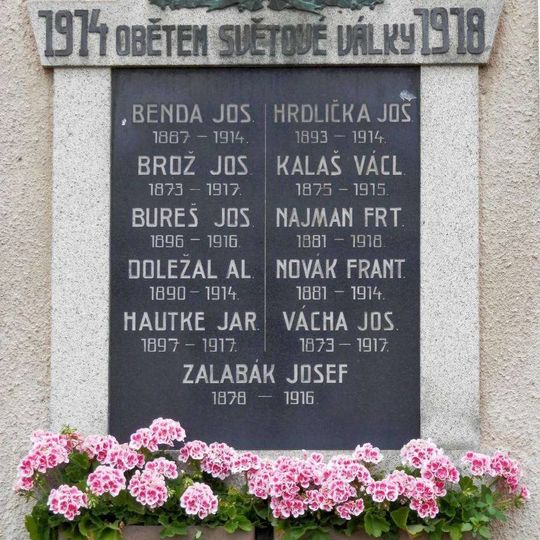 1914 OBĚTEM SVĚTOVÉ VÁLKY 1918
BENDA JOS.
1887 – 1914.
BROŽ JOS.
1873 – 1917.
BUREŠ JOS.
1896 – 1916.
DOLEŽAL AL.
1890 – 1914.
HAUTKE JAR.
1897 – 1917.
HRDLIČKA JOS
1893 – 1914.
KALAŠ VÁCL.
1875 – 1915.
NAJMAN FRT.
1881 – 1918.
NOVÁK FRANT.
1881 – 1914.
VÁCHA JOS.
1873 – 1917.
ZALABÁK JOSEF
1878 – 1916.